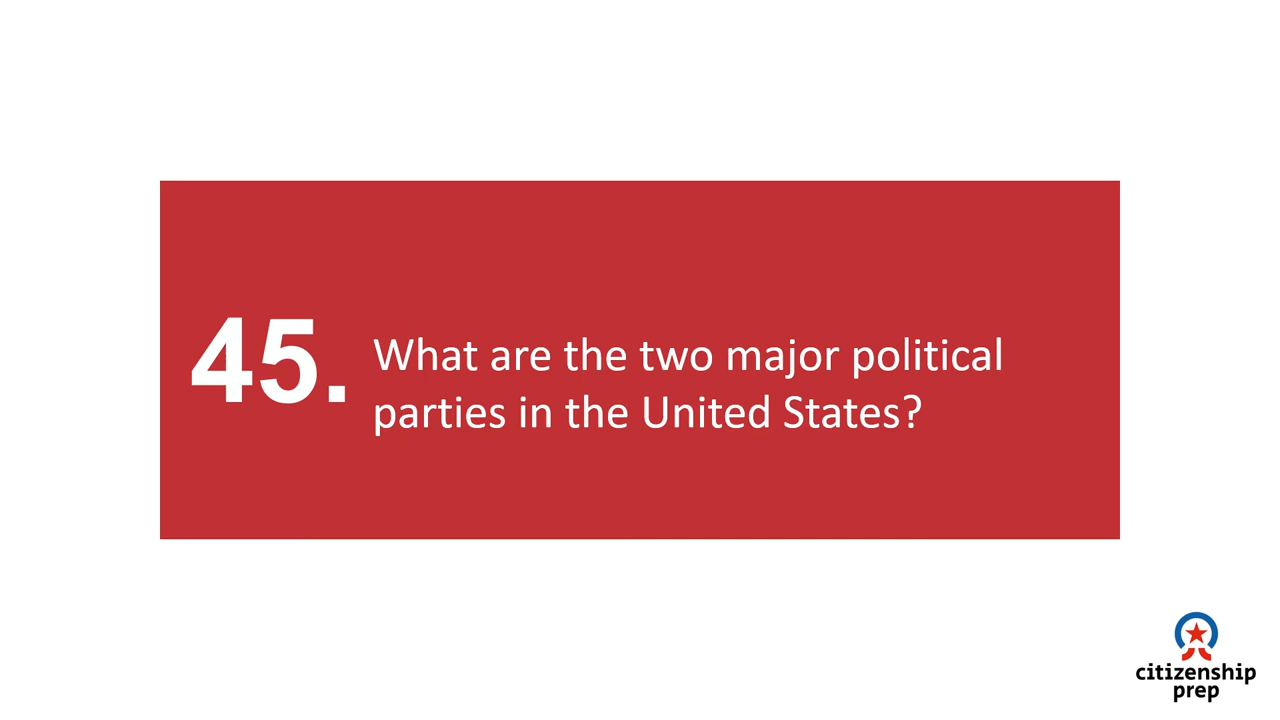 45. What are the two major political
parties in the United States?
citizenship
prep